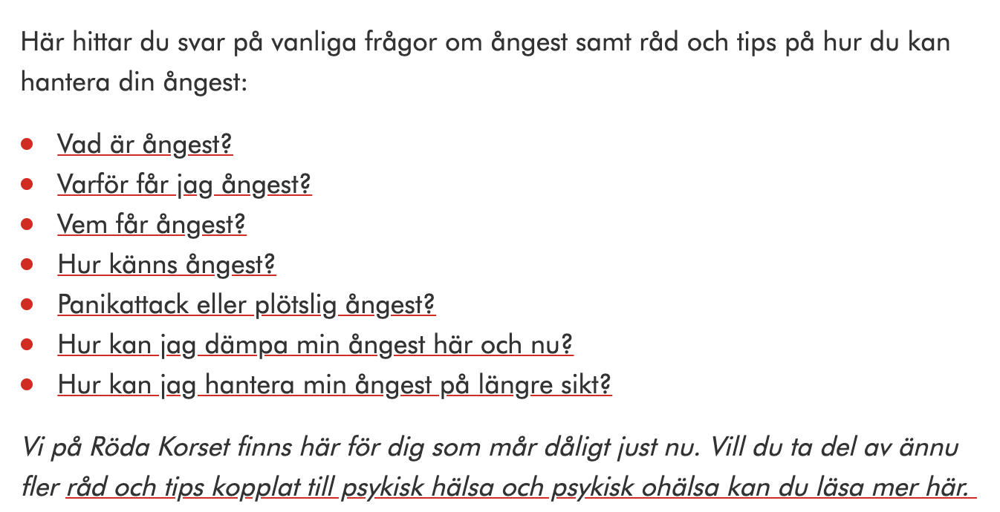 Här hittar du svar på vanliga frågor om ångest samt råd och tips på hur du kan
hantera din ångest:
Vad är ångest?
Varför får jag ångest?
Vem får ångest?
Hur känns ångest?
Panikattack eller plötslig ångest?
Hur kan jag dämpa min ångest här och nu?
Hur kan jag hantera min ångest på längre sikt?
Vi på Röda Korset finns här för dig som mår dåligt just nu. Vill du ta del av ännu
fler råd och tips kopplat till psykisk hälsa och psykisk ohälsa kan du läsa mer här.